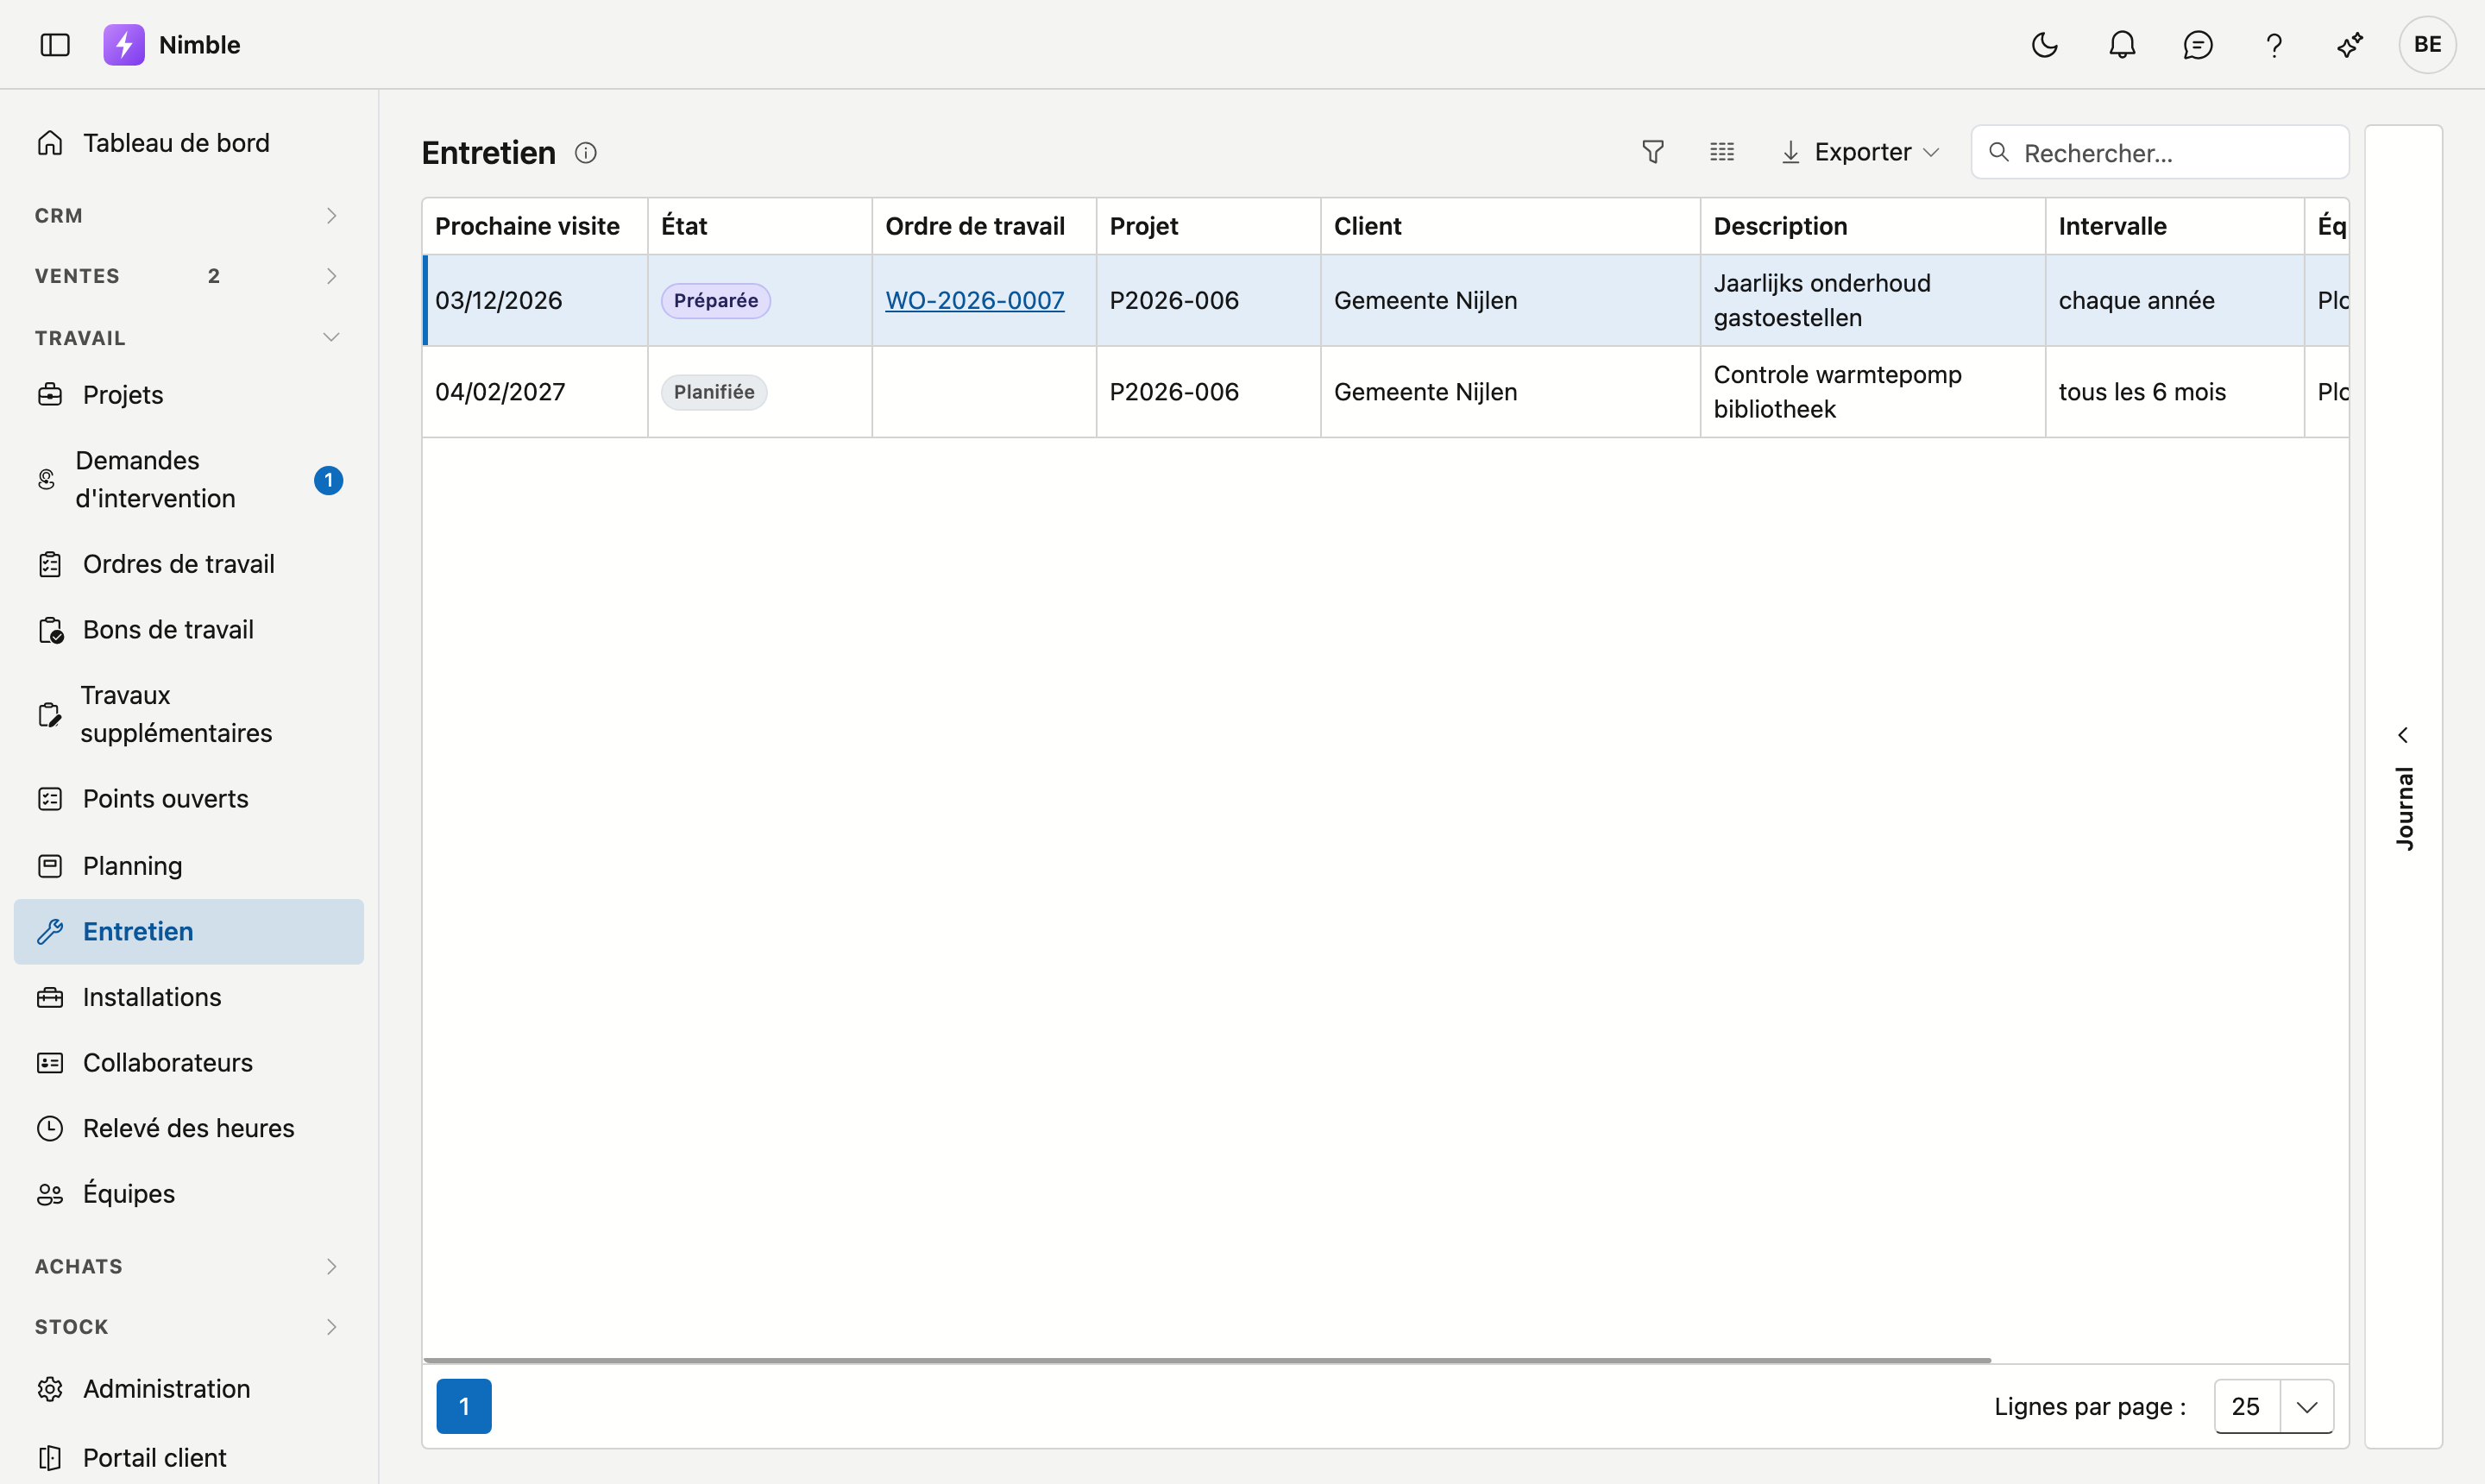 Nimble
BE
Tableau de bord
CRM
VENTES 2
TRAVAIL
Projets
Demandes
d'intervention
1
Ordres de travail
Bons de travail
Travaux
supplémentaires
Points ouverts
Planning
Entretien
Installations
Collaborateurs
Relevé des heures
Équipes
ACHATS
STOCK
Administration
Portail client
Entretien
Exporter
Rechercher...
Prochaine visite État Ordre de travail Projet Client Description Intervalle Éq
03/12/2026 Préparée WO-2026-0007 P2026-006 Gemeente Nijlen Jaarlijks onderhoud
gastoestellen chaque année Plo
04/02/2027 Planifiée P2026-006 Gemeente Nijlen Controle warmtepomp
bibliotheek tous les 6 mois Plo
1
Lignes par page : 25
Journal